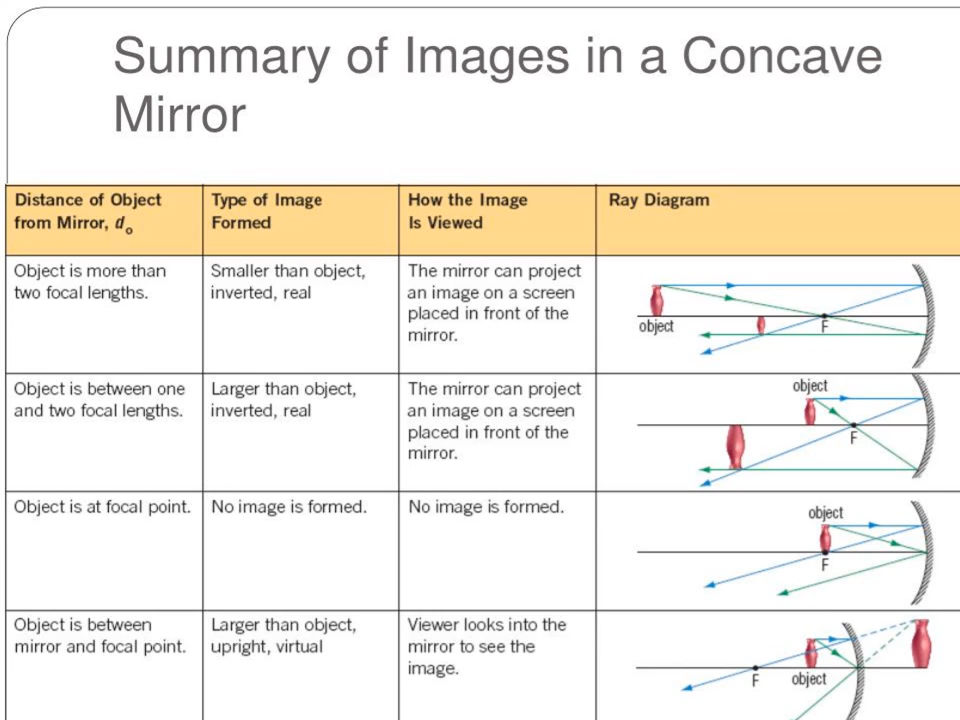 Summary of Images in a Concave
Mirror
Distance of Object
from Mirror, do
Type of Image
Formed
How the Image
Is Viewed
Ray Diagram
Object is more than
two focal lengths.
Smaller than object,
inverted, real
The mirror can project
an image on a screen
placed in front of the
mirror.
object
F
Object is between one
and two focal lengths.
Larger than object,
inverted, real
The mirror can project
an image on a screen
placed in front of the
mirror.
object
F
Object is at focal point.
No image is formed.
No image is formed.
object
F
Object is between
mirror and focal point.
Larger than object,
upright, virtual
Viewer looks into the
mirror to see the
image.
F
object